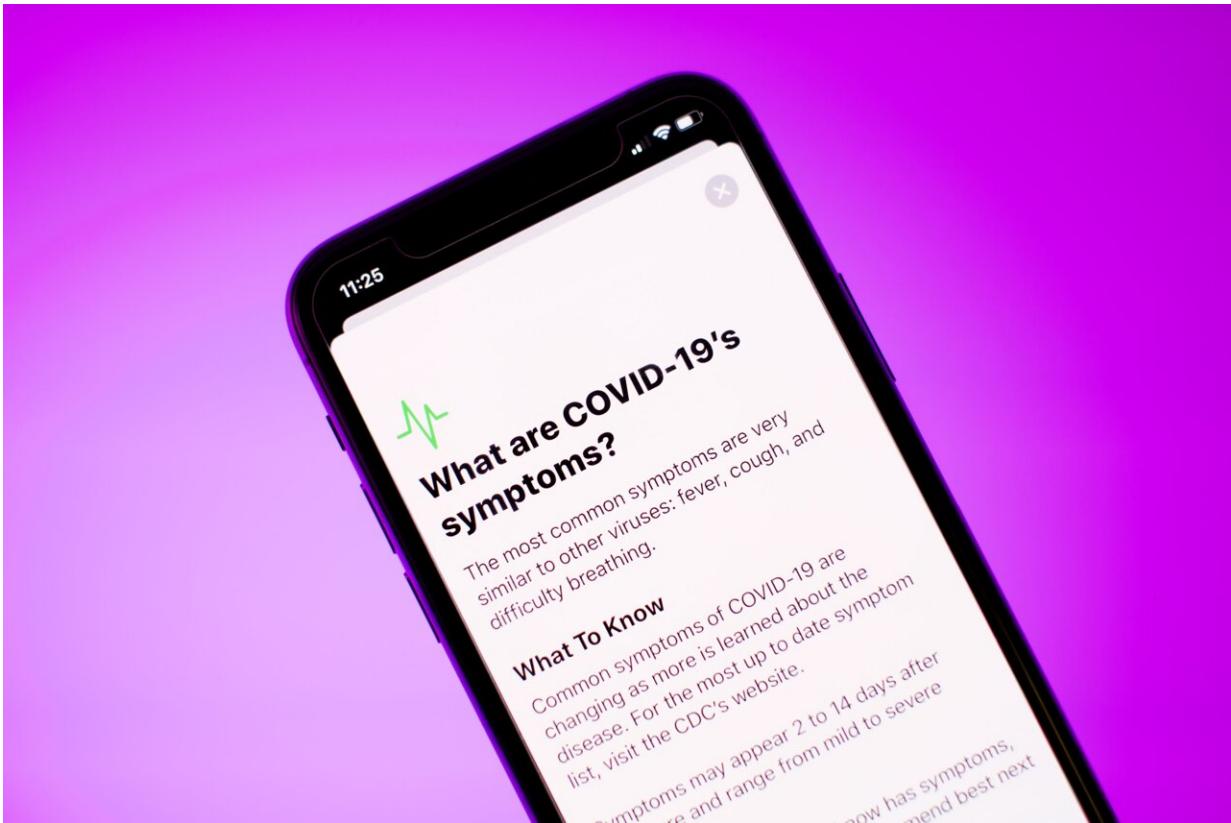 11:25
What are COVID-19's
symptoms?
The most common symptoms are very
similar to other viruses: fever, cough, and
difficulty breathing.
What To Know
Common symptoms of COVID-19 are
changing as more is learned about the
disease. For the most up to date symptom
list, visit the CDC's website.
Symptoms may appear 2 to 14 days after
and range from mild to severe
has symptoms,
best next